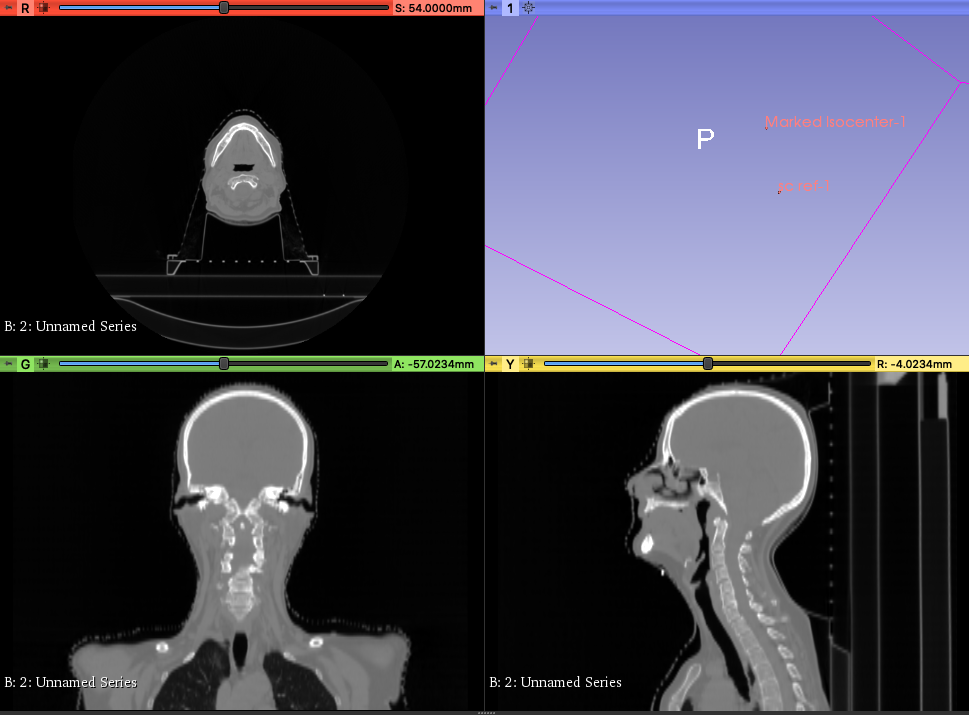 R S: 54.0000mm
1
Marked Isocenter-1
P
B: 2: Unnamed Series
G A: -57.0234mm
Y R: -4.0234mm
B: 2: Unnamed Series
B: 2: Unnamed Series